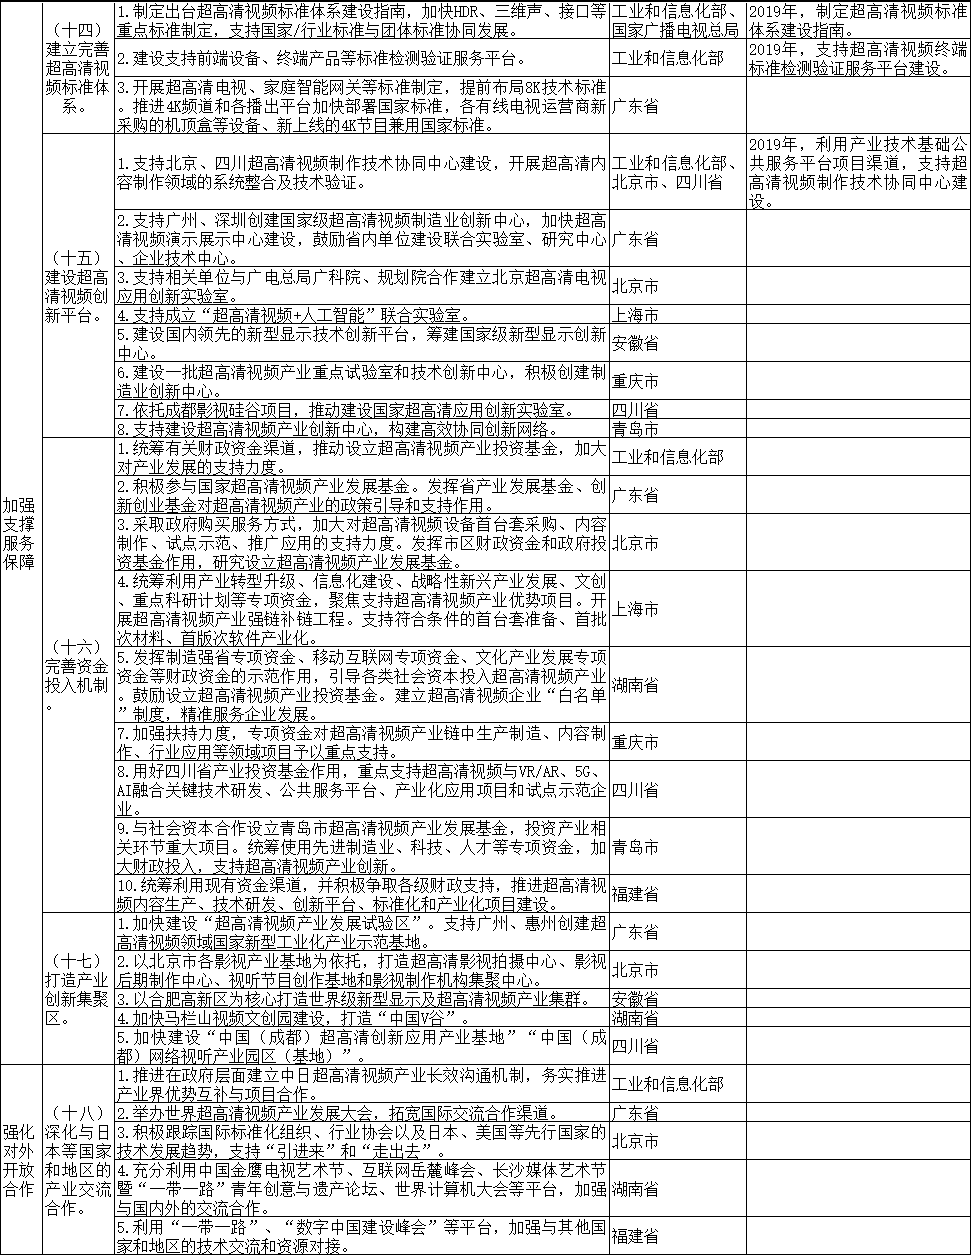 加强
支撑
服务
保障
（十四）
建立完善
超高清视
频标准体
系。
1.制定出台超高清视频标准体系建设指南，加快HDR、三维声、接口等
重点标准制定，支持国家/行业标准与团体标准协同发展。
工业和信息化部、
国家广播电视总局
2019年，制定超高清视频标准
体系建设指南。
2.建设支持前端设备、终端产品等标准检测验证服务平台。
工业和信息化部
2019年，支持超高清视频终端
标准检测验证服务平台建设。
3.开展超高清电视、家庭智能网关等标准制定，提前布局8K技术标准
。推进4K频道和各播出平台加快部署国家标准，各有线电视运营商新
采购的机顶盒等设备、新上线的4K节目兼用国家标准。
广东省
（十五）
建设超高
清视频创
新平台。
1.支持北京、四川超高清视频制作技术协同中心建设，开展超高清内
容制作领域的系统整合及技术验证。
工业和信息化部、
北京市、四川省
2019年，利用产业技术基础公
共服务平台项目渠道，支持超
高清视频制作技术协同中心建
设。
2.支持广州、深圳创建国家级超高清视频制造业创新中心，加快超高
清视频演示展示中心建设，鼓励省内单位建设联合实验室、研究中心
、企业技术中心。
广东省
3.支持相关单位与广电总局广科院、规划院合作建立北京超高清电视
应用创新实验室。
北京市
4.支持成立“超高清视频+人工智能”联合实验室。
上海市
5.建设国内领先的新型显示技术创新平台，筹建国家级新型显示创新
中心。
安徽省
6.建设一批超高清视频产业重点试验室和技术创新中心，积极创建制
造业创新中心。
重庆市
7.依托成都影视硅谷项目，推动建设国家超高清应用创新实验室。
四川省
8.支持建设超高清视频产业创新中心，构建高效协同创新网络。
青岛市
（十六）
完善资金
投入机制
。
1.统筹有关财政资金渠道，推动设立超高清视频产业投资基金，加大
对产业发展的支持力度。
工业和信息化部
2.积极参与国家超高清视频产业发展基金。发挥省产业发展基金、创
新创业基金对超高清视频产业的政策引导和支持作用。
广东省
3.采取政府购买服务方式，加大对超高清视频设备首台套采购、内容
制作、试点示范、推广应用的支持力度。发挥市区财政资金和政府投
资基金作用，研究设立超高清视频产业发展基金。
北京市
4.统筹利用产业转型升级、信息化建设、战略性新兴产业发展、文创
、重点科研计划等专项资金，聚焦支持超高清视频产业优势项目。开
展超高清视频产业强链补链工程。支持符合条件的首台套准备、首批
次材料、首版次软件产业化。
上海市
5.发挥制造强省专项资金、移动互联网专项资金、文化产业发展专项
资金等财政资金的示范作用，引导各类社会资本投入超高清视频产业
。鼓励设立超高清视频产业投资基金。建立超高清视频企业“白名单
”制度，精准服务企业发展。
湖南省
7.加强扶持力度，专项资金对超高清视频产业链中生产制造、内容制
作、行业应用等领域项目予以重点支持。
重庆市
8.用好四川省产业投资基金作用，重点支持超高清视频与VR/AR、5G、
AI融合关键技术研发、公共服务平台、产业化应用项目和试点示范企
业。
四川省
9.与社会资本合作设立青岛市超高清视频产业发展基金，投资产业相
关环节重大项目。统筹使用先进制造业、科技、人才等专项资金，加
大财政投入，支持超高清视频产业创新。
青岛市
10.统筹利用现有资金渠道，并积极争取各级财政支持，推进超高清视
频内容生产、技术研发、创新平台、标准化和产业化项目建设。
福建省
（十七）
打造产业
创新集聚
区。
1.加快建设“超高清视频产业发展试验区”。支持广州、惠州创建超
高清视频领域国家新型工业化产业示范基地。
广东省
2.以北京市各影视产业基地为依托，打造超高清影视拍摄中心、影视
后期制作中心、视听节目创作基地和影视制作机构集聚中心。
北京市
3.以合肥高新区为核心打造世界级新型显示及超高清视频产业集群。
安徽省
4.加快马栏山视频文创园建设，打造“中国V谷”。
湖南省
5.加快建设“中国（成都）超高清创新应用产业基地”“中国（成
都）网络视听产业园区（基地）”。
四川省
强化
对外
开放
合作
（十八）
深化与日
本等国家
和地区的
产业交流
合作。
1.推进在政府层面建立中日超高清视频产业长效沟通机制，务实推进
产业界优势互补与项目合作。
工业和信息化部
2.举办世界超高清视频产业发展大会，拓宽国际交流合作渠道。
广东省
3.积极跟踪国际标准化组织、行业协会以及日本、美国等先行国家的
技术发展趋势，支持“引进来”和“走出去”。
北京市
4.充分利用中国金鹰电视艺术节、互联网岳麓峰会、长沙媒体艺术节
暨“一带一路”青年创意与遗产论坛、世界计算机大会等平台，加强
与国内外的交流合作。
湖南省
5.利用“一带一路”、“数字中国建设峰会”等平台，加强与其他国
家和地区的技术交流和资源对接。
福建省